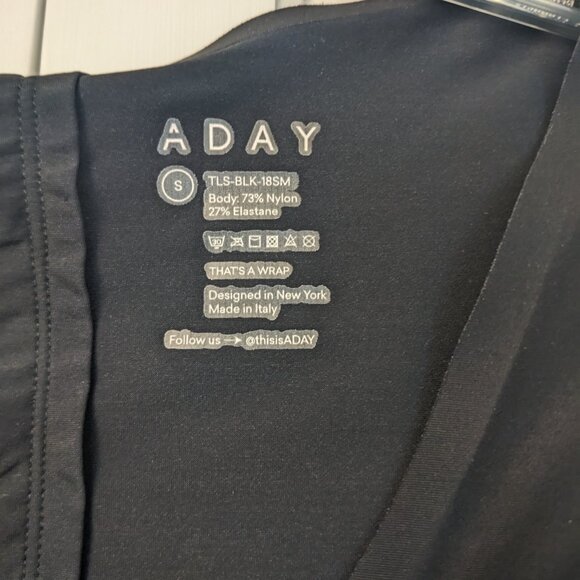 ADAY
S
TLS-BLK-18SM
Body: 73% Nylon
27% Elastane
30
THAT'S A WRAP
Designed in New York
Made in Italy
Follow us → @thisisADAY